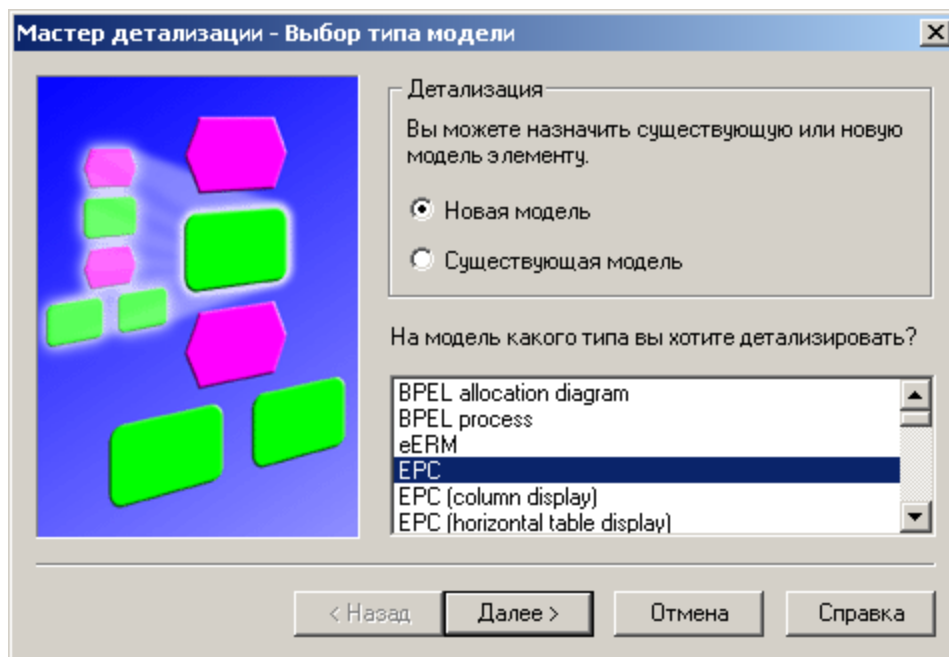 Мастер детализации - Выбор типа модели
Детализация
Вы можете назначить существующую или новую
модель элементу.
Новая модель
Существующая модель
На модель какого типа вы хотите детализировать?
BPEL allocation diagram
BPEL process
eERM
EPC
EPC (column display)
EPC (horizontal table display)
< Назад
Далее >
Отмена
Справка